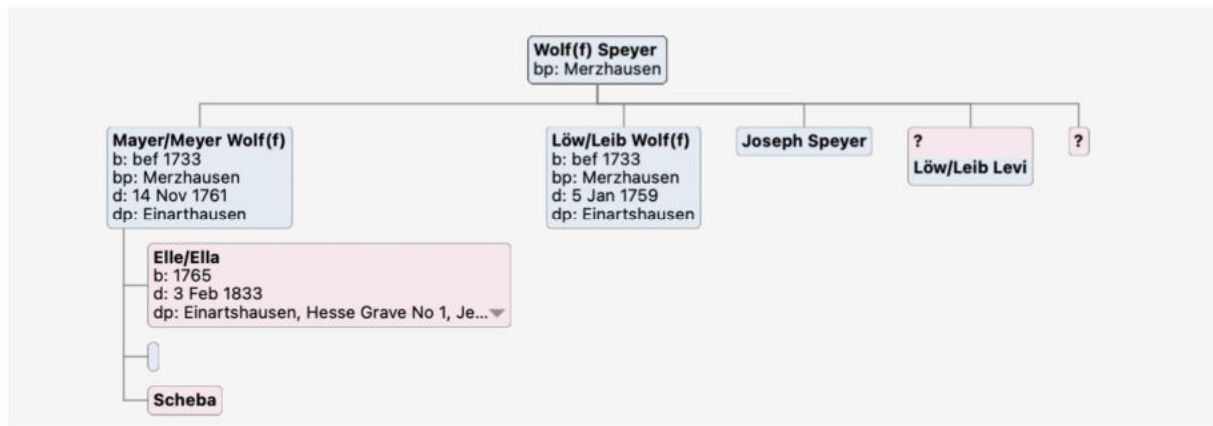 Wolf(f) Speyer
bp: Merzhausen
Mayer/Meyer Wolf(f)
b: bef 1733
bp: Merzhausen
d: 14 Nov 1761
dp: Einarthausen
Löw/Leib Wolf(f)
b: bef 1733
bp: Merzhausen
d: 5 Jan 1759
dp: Einartshausen
Joseph Speyer
?
Löw/Leib Levi
?
Elle/Ella
b: 1765
d: 3 Feb 1833
dp: Einartshausen, Hesse Grave No 1, Je...
Scheba